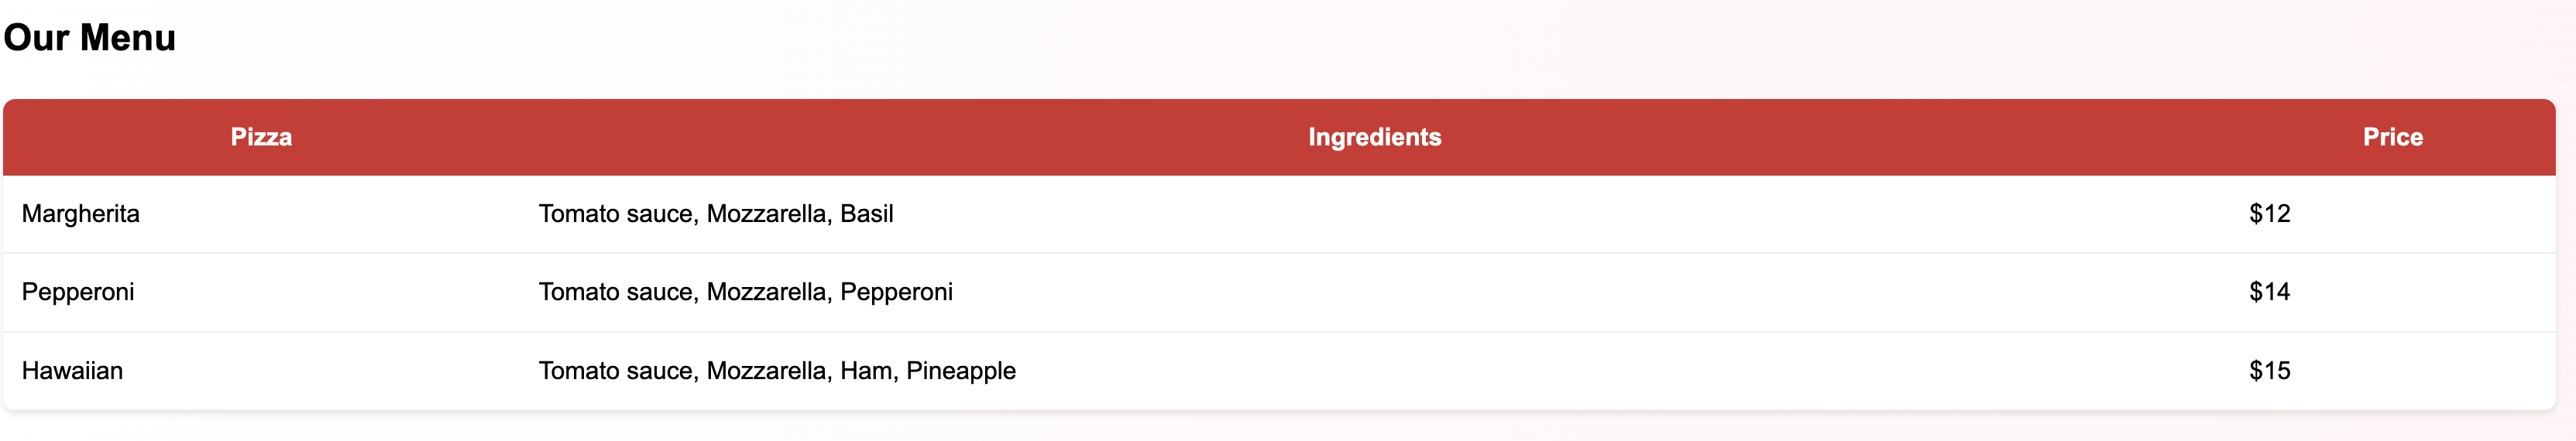 Our Menu
Pizza Ingredients Price
Margherita Tomato sauce, Mozzarella, Basil $12
Pepperoni Tomato sauce, Mozzarella, Pepperoni $14
Hawaiian Tomato sauce, Mozzarella, Ham, Pineapple $15